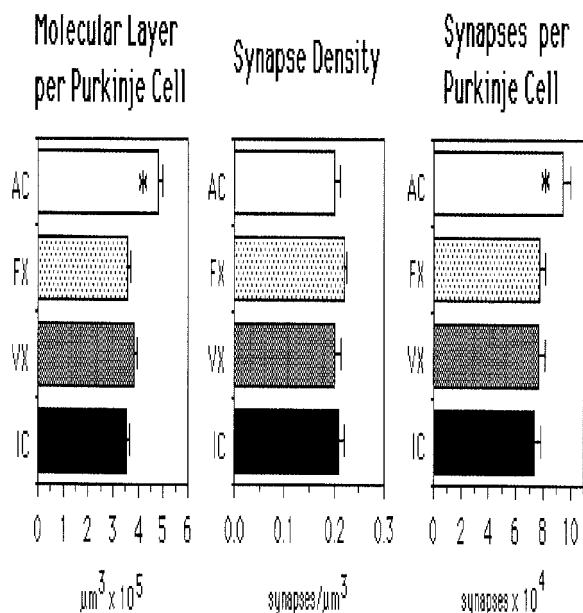 Molecular Layer
per Purkinje Cell
Synapse Density
Synapses per
Purkinje Cell
AC
*
FX
VX
IC
0 1 2 3 4 5 6
µm³ x 10⁵
AC
FX
VX
IC
0.0 0.1 0.2 0.3
synapses/µm³
AC
*
FX
VX
IC
0 2 4 6 8 10
synapses x 10⁴